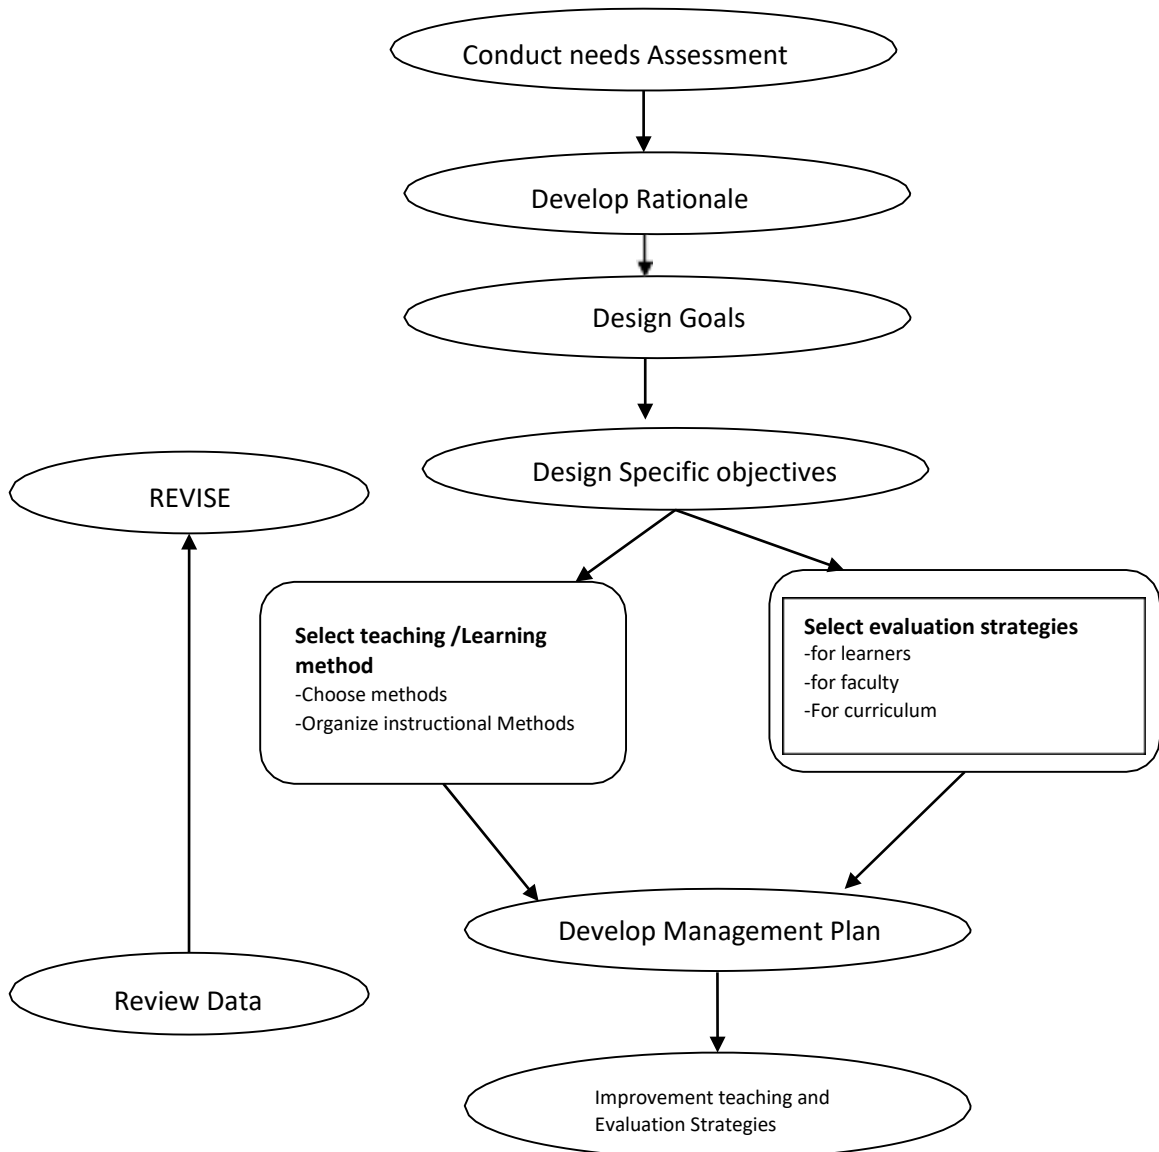 Conduct needs Assessment
Develop Rationale
Design Goals
Design Specific objectives
REVISE
Select teaching /Learning
method
-Choose methods
-Organize instructional Methods
Select evaluation strategies
-for learners
-for faculty
-For curriculum
Develop Management Plan
Review Data
Improvement teaching and
Evaluation Strategies